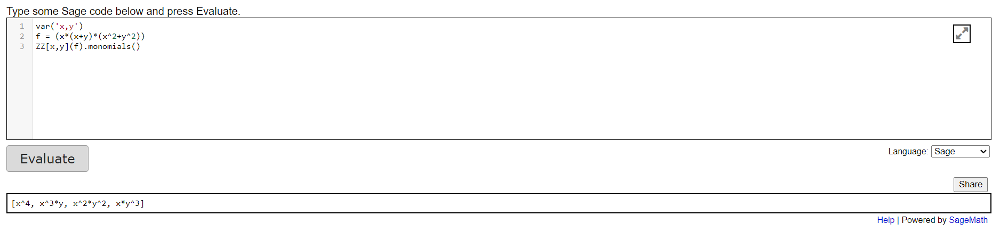 Type some Sage code below and press Evaluate.
1 var('x,y')
2 f = (x*(x+y)*(x^2+y^2))
3 ZZ[x,y](f).monomials()
Evaluate
Language: Sage
Share
[x^4, x^3*y, x^2*y^2, x*y^3]
Help | Powered by SageMath